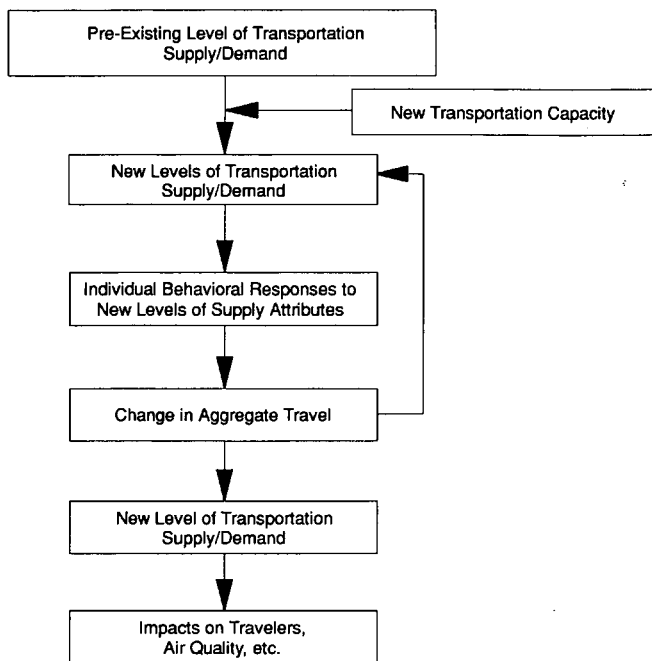 Pre-Existing Level of Transportation
Supply/Demand
New Transportation Capacity
New Levels of Transportation
Supply/Demand
Individual Behavioral Responses to
New Levels of Supply Attributes
Change in Aggregate Travel
New Level of Transportation
Supply/Demand
Impacts on Travelers,
Air Quality, etc.